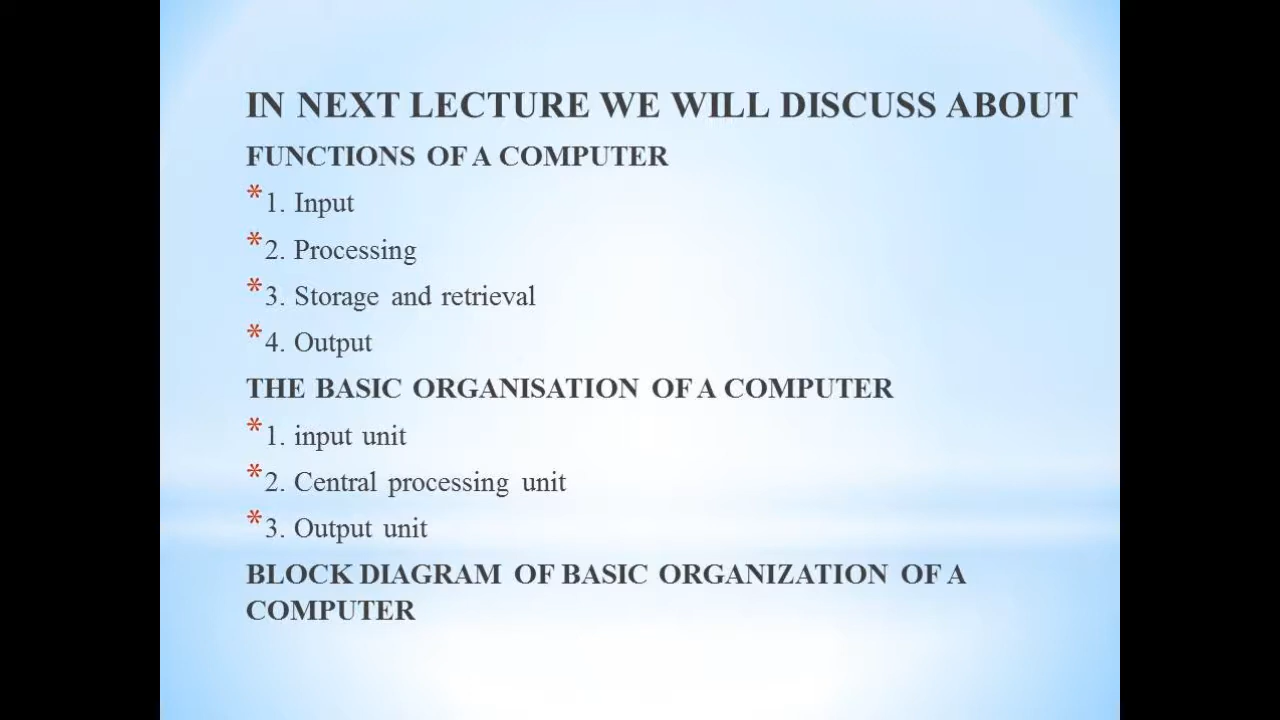 IN NEXT LECTURE WE WILL DISCUSS ABOUT
FUNCTIONS OF A COMPUTER
* 1. Input
* 2. Processing
* 3. Storage and retrieval
* 4. Output
THE BASIC ORGANISATION OF A COMPUTER
* 1. input unit
* 2. Central processing unit
* 3. Output unit
BLOCK DIAGRAM OF BASIC ORGANIZATION OF A
COMPUTER